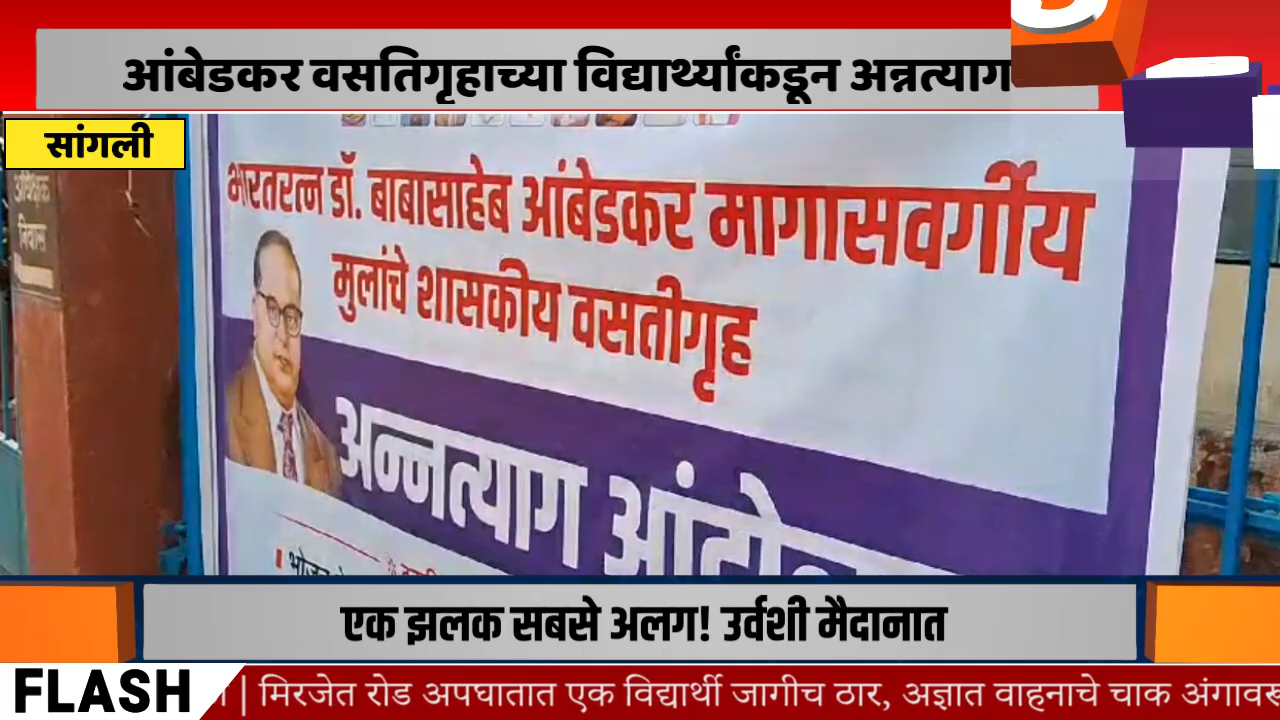 आंबेडकर वसतिगृहाच्या विद्यार्थ्यांकडून अन्नत्याग
सांगली
निवास
भारतरत्न डॉ. बाबासाहेब आंबेडकर मागासवर्गीय
मुलांचे शासकीय वसतीगृह
अन्नत्याग
एक झलक सबसे अलग! उर्वशी मैदानात
FLASH
| मिरजेत रोड अपघातात एक विद्यार्थी जागीच ठार, अज्ञात वाहनाचे चाक